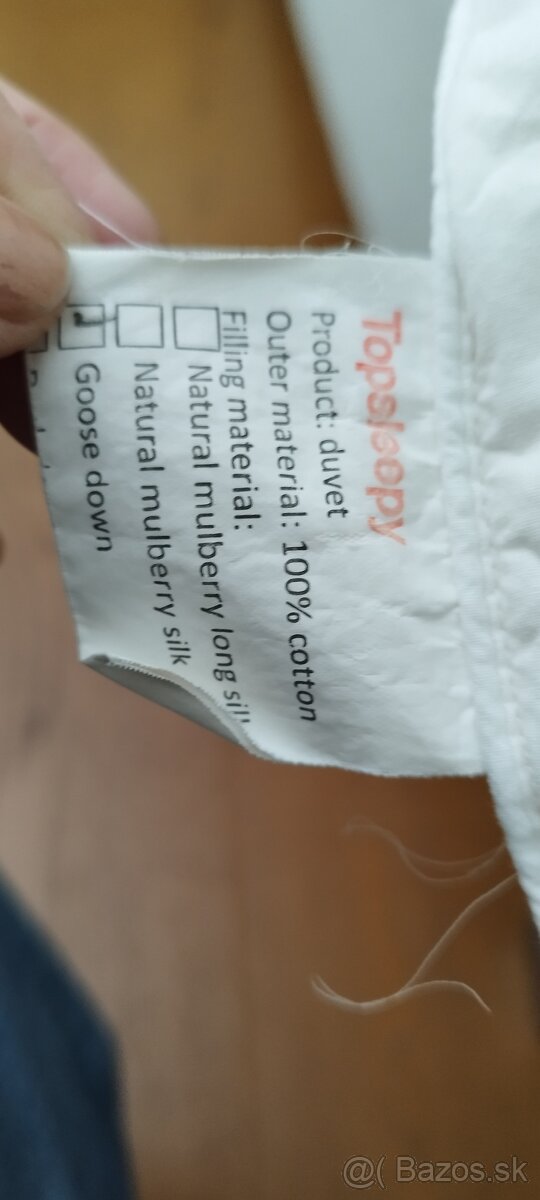 Topsleepy
Product: duvet
Outer material: 100% cotton
Filling material:
Natural mulberry long
Natural mulberry silk
Goose down
@( Bazos.sk